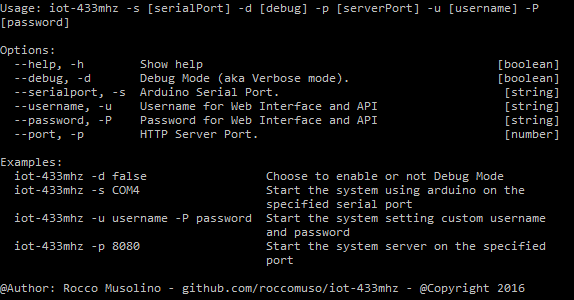 Usage: iot-433mhz -s [serialPort] -d [debug] -p [serverPort] -u [username] -P
[password]
Options:
--help, -h Show help [boolean]
--debug, -d Debug Mode (aka Verbose mode). [boolean]
--serialport, -s Arduino Serial Port. [string]
--username, -u Username for Web Interface and API [string]
--password, -P Password for Web Interface and API [string]
--port, -p HTTP Server Port. [number]
Examples:
iot-433mhz -d false Choose to enable or not Debug Mode
iot-433mhz -s COM4 Start the system using arduino on the
specified serial port
iot-433mhz -u username -P password Start the system setting custom username
and password
iot-433mhz -p 8080 Start the system server on the specified
port
@Author: Rocco Musolino - github.com/roccomuso/iot-433mhz - @Copyright 2016